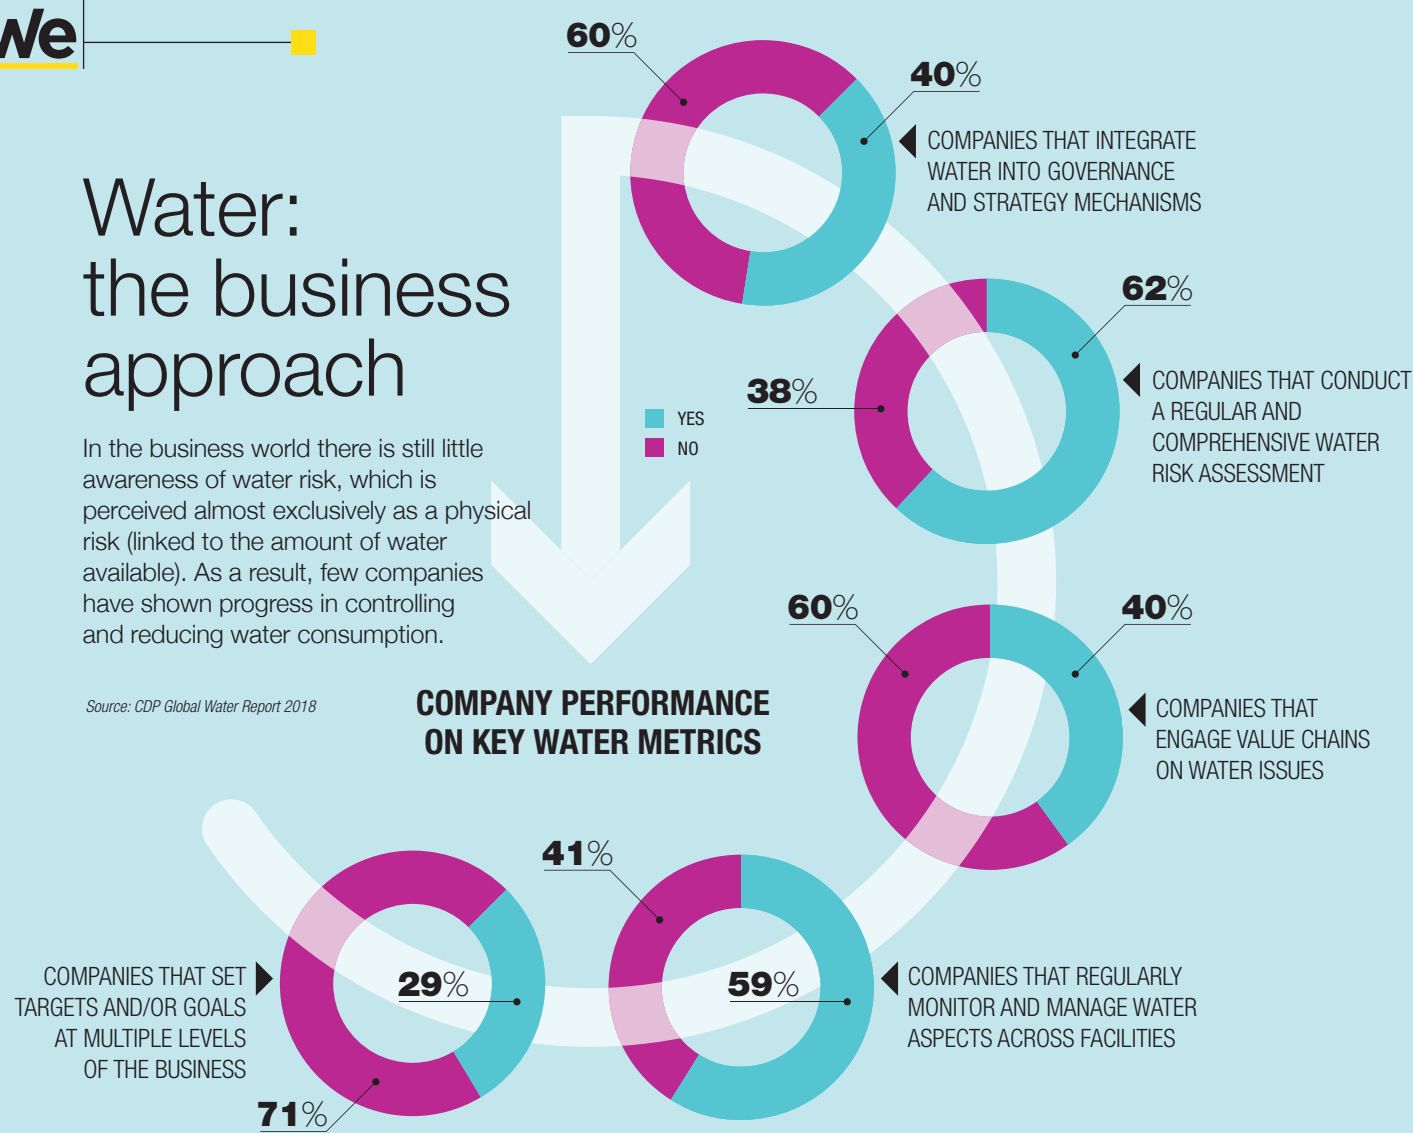 we
Water:
the business
approach
In the business world there is still little
awareness of water risk, which is
perceived almost exclusively as a physical
risk (linked to the amount of water
available). As a result, few companies
have shown progress in controlling
and reducing water consumption.
Source: CDP Global Water Report 2018
COMPANY PERFORMANCE
ON KEY WATER METRICS
YES
NO
60%
40%
COMPANIES THAT INTEGRATE
WATER INTO GOVERNANCE
AND STRATEGY MECHANISMS
62%
38%
COMPANIES THAT CONDUCT
A REGULAR AND
COMPREHENSIVE WATER
RISK ASSESSMENT
60%
40%
COMPANIES THAT
ENGAGE VALUE CHAINS
ON WATER ISSUES
41%
59%
COMPANIES THAT REGULARLY
MONITOR AND MANAGE WATER
ASPECTS ACROSS FACILITIES
29%
71%
COMPANIES THAT SET
TARGETS AND/OR GOALS
AT MULTIPLE LEVELS
OF THE BUSINESS